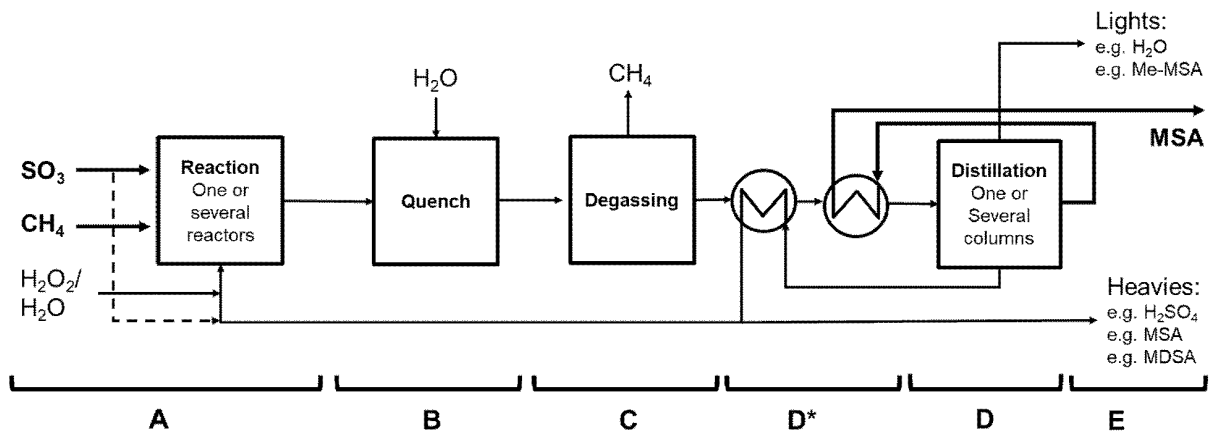 Lights:
e.g. H₂O
e.g. Me-MSA
H₂O
CH₄
MSA
SO₃
CH₄
H₂O₂/
H₂O
Reaction
One or
several
reactors
Quench
Degassing
Distillation
One or
Several
columns
Heavies:
e.g. H₂SO₄
e.g. MSA
e.g. MDSA
A
B
C
D*
D
E